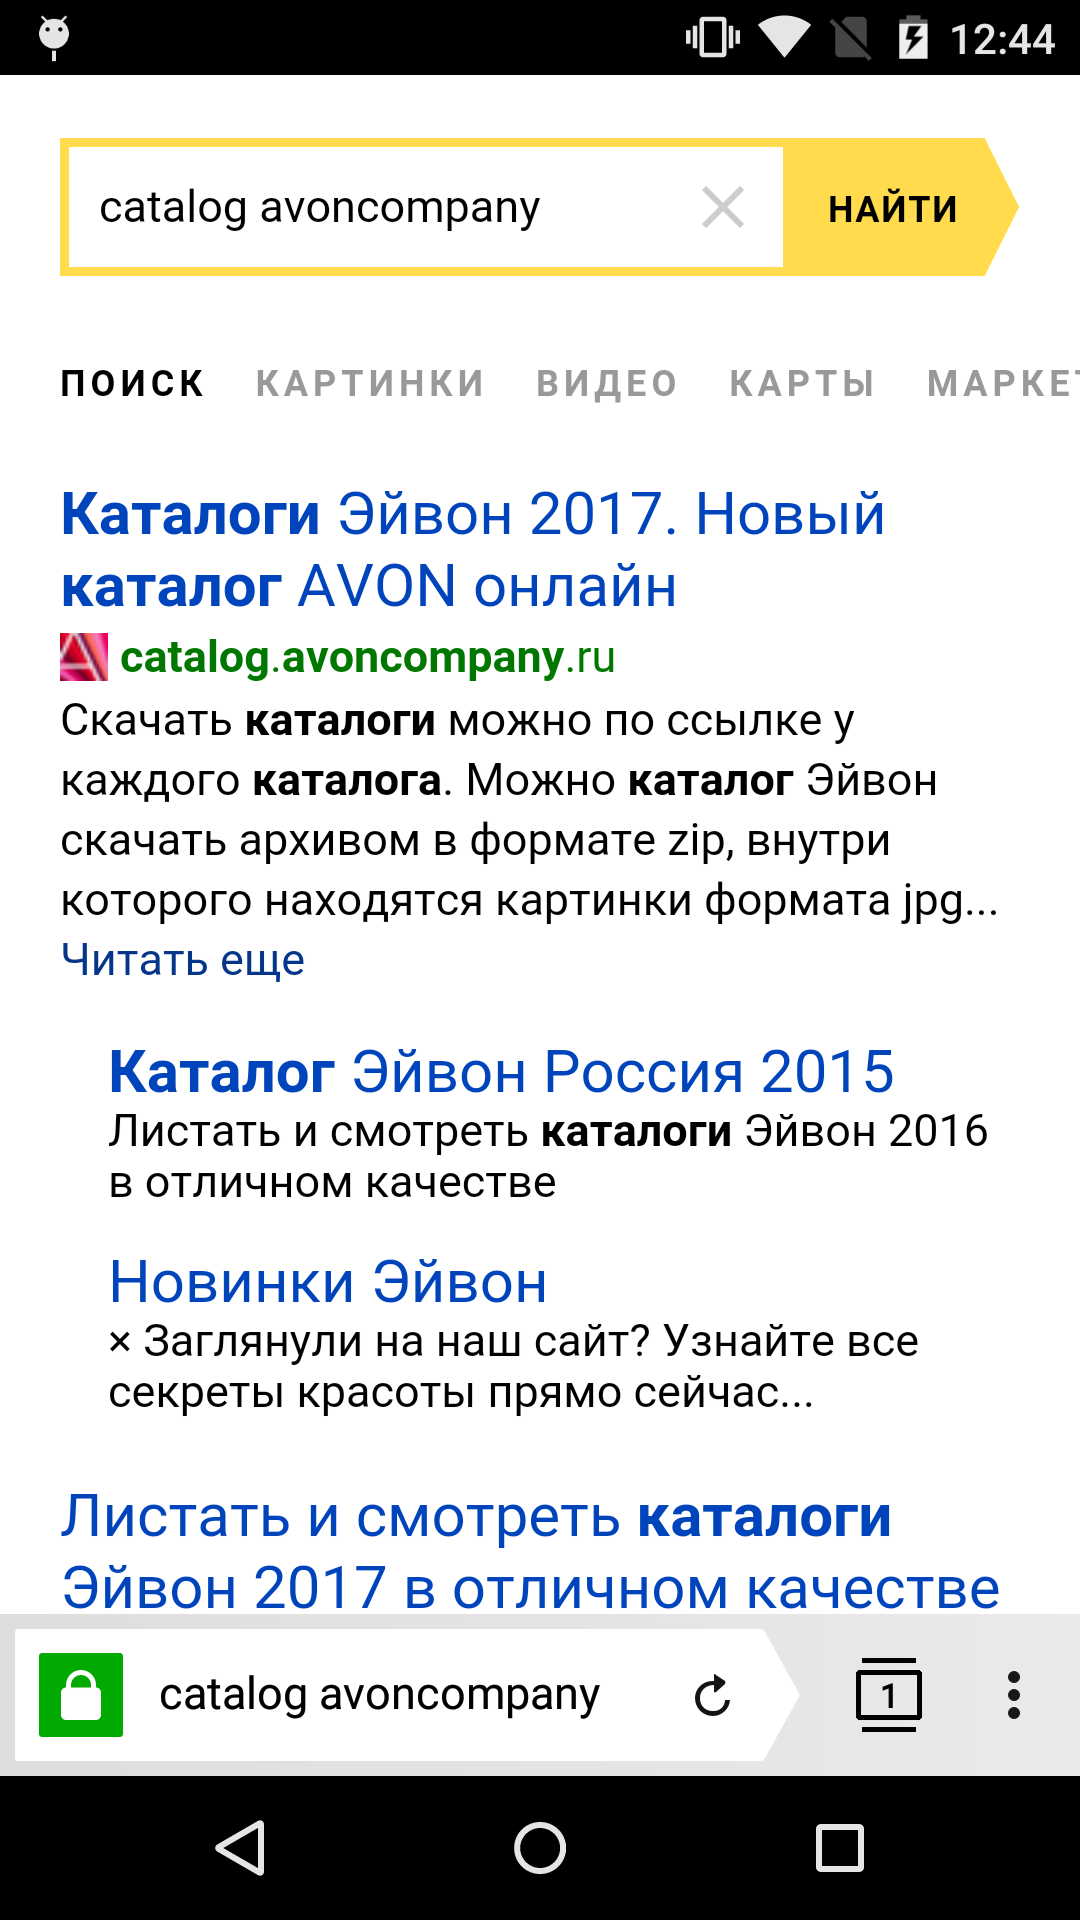 12:44
catalog avoncompany
НАЙТИ
ПОИСК КАРТИНКИ ВИДЕО КАРТЫ МАРКЕТ
Каталоги Эйвон 2017. Новый
каталог AVON онлайн
catalog.avoncompany.ru
Скачать каталоги можно по ссылке у
каждого каталога. Можно каталог Эйвон
скачать архивом в формате zip, внутри
которого находятся картинки формата jpg...
Читать еще
Каталог Эйвон Россия 2015
Листать и смотреть каталоги Эйвон 2016
в отличном качестве
Новинки Эйвон
× Заглянули на наш сайт? Узнайте все
секреты красоты прямо сейчас...
Листать и смотреть каталоги
Эйвон 2017 в отличном качестве
catalog avoncompany
1